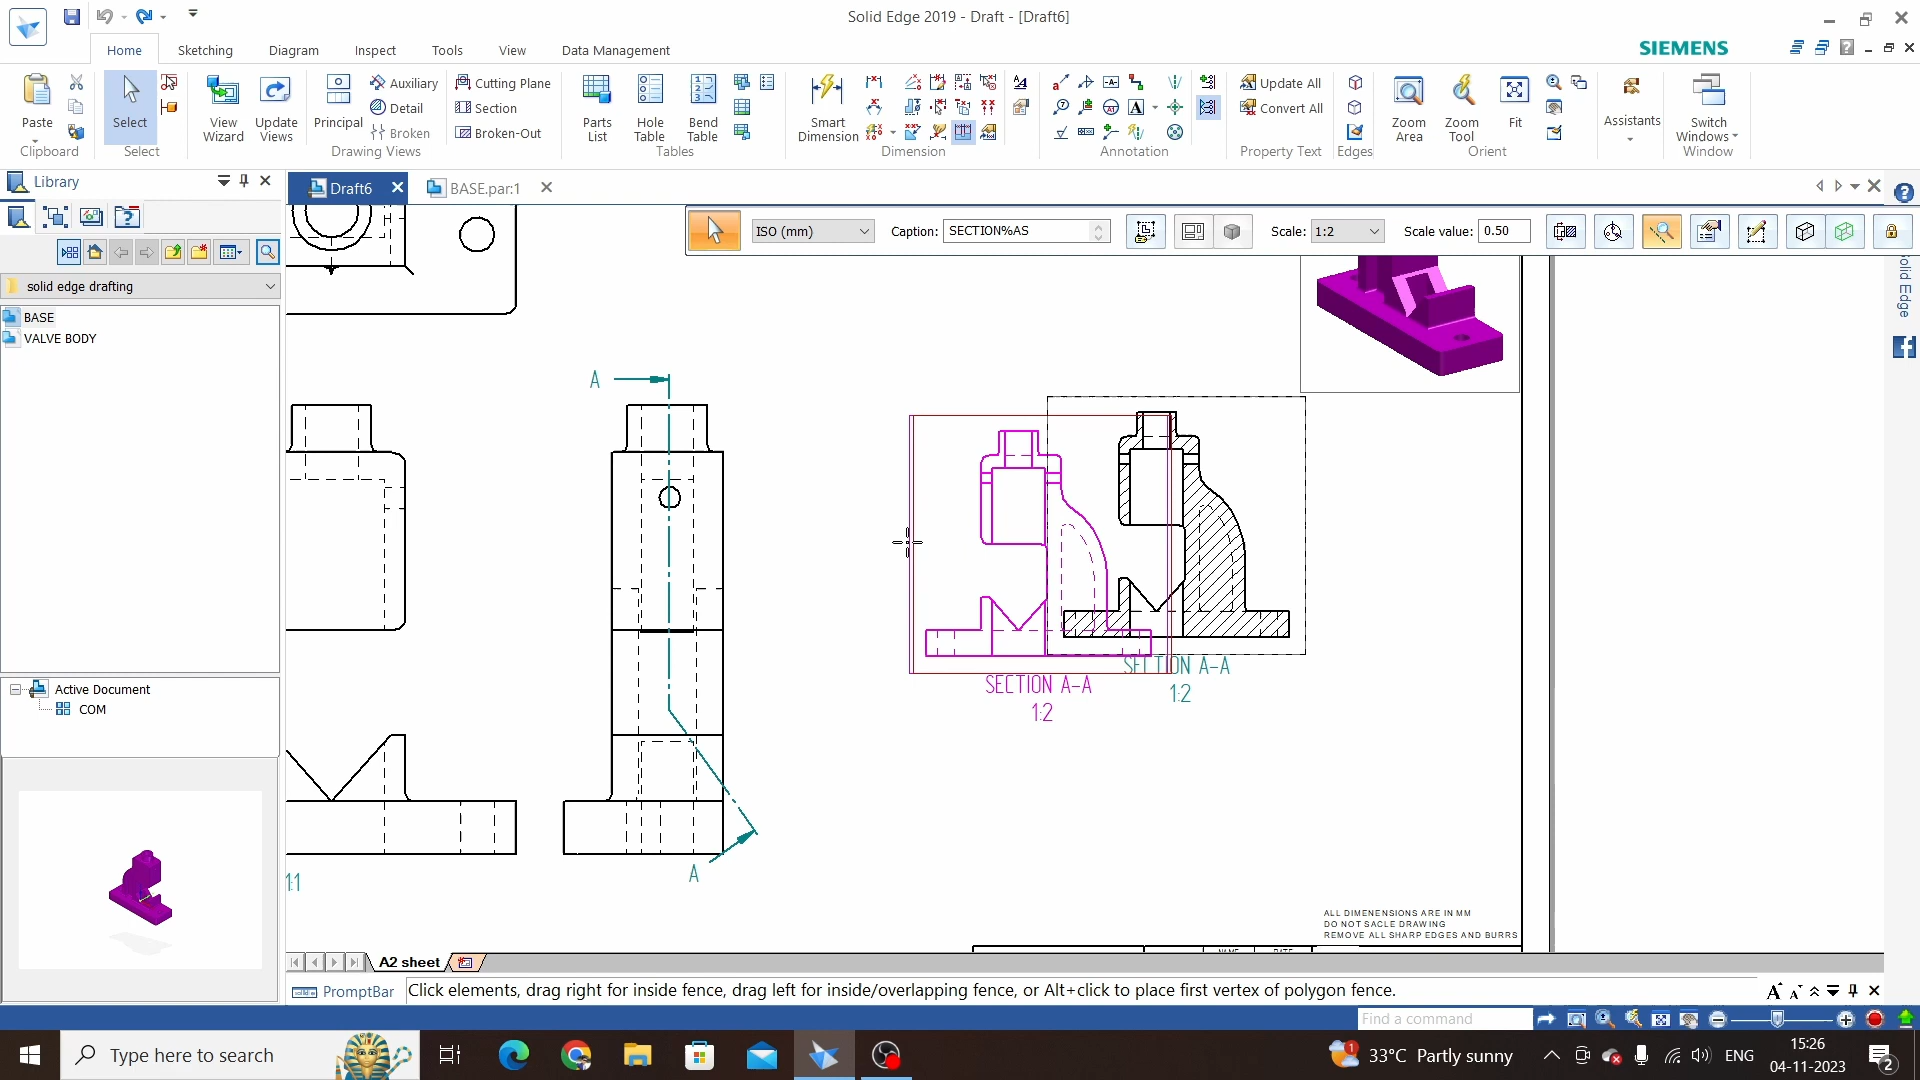 Solid Edge 2019 - Draft - [Draft6]
Home Sketching Diagram Inspect Tools View Data Management
SIEMENS
Paste
Clipboard
Select
Select
View Wizard
Update Views
Principal
Auxiliary
Detail
Broken
Drawing Views
Cutting Plane
Section
Broken-Out
Parts List
Hole Table
Bend Table
Tables
Smart Dimension
Dimension
Annotation
Update All
Convert All
Property Text
Edges
Zoom Area
Zoom Tool
Fit
Orient
Assistants
Switch Windows
Window
Library
Draft6
BASE.par:1
ISO (mm)
Caption: SECTION%AS
Scale: 1:2
Scale value: 0.50
solid edge drafting
BASE
VALVE BODY
Active Document
COM
Solid Edge
A
A
1:1
SECTION A-A
1:2
SECTION A-A
1:2
ALL DIMENENSIONS ARE IN MM
DO NOT SACLE DRAWING
REMOVE ALL SHARP EDGES AND BURRS
NAME DATE
A2 sheet
PromptBar
Click elements, drag right for inside fence, drag left for inside/overlapping fence, or Alt+click to place first vertex of polygon fence.
Find a command
Type here to search
33°C Partly sunny
ENG
15:26
04-11-2023
2